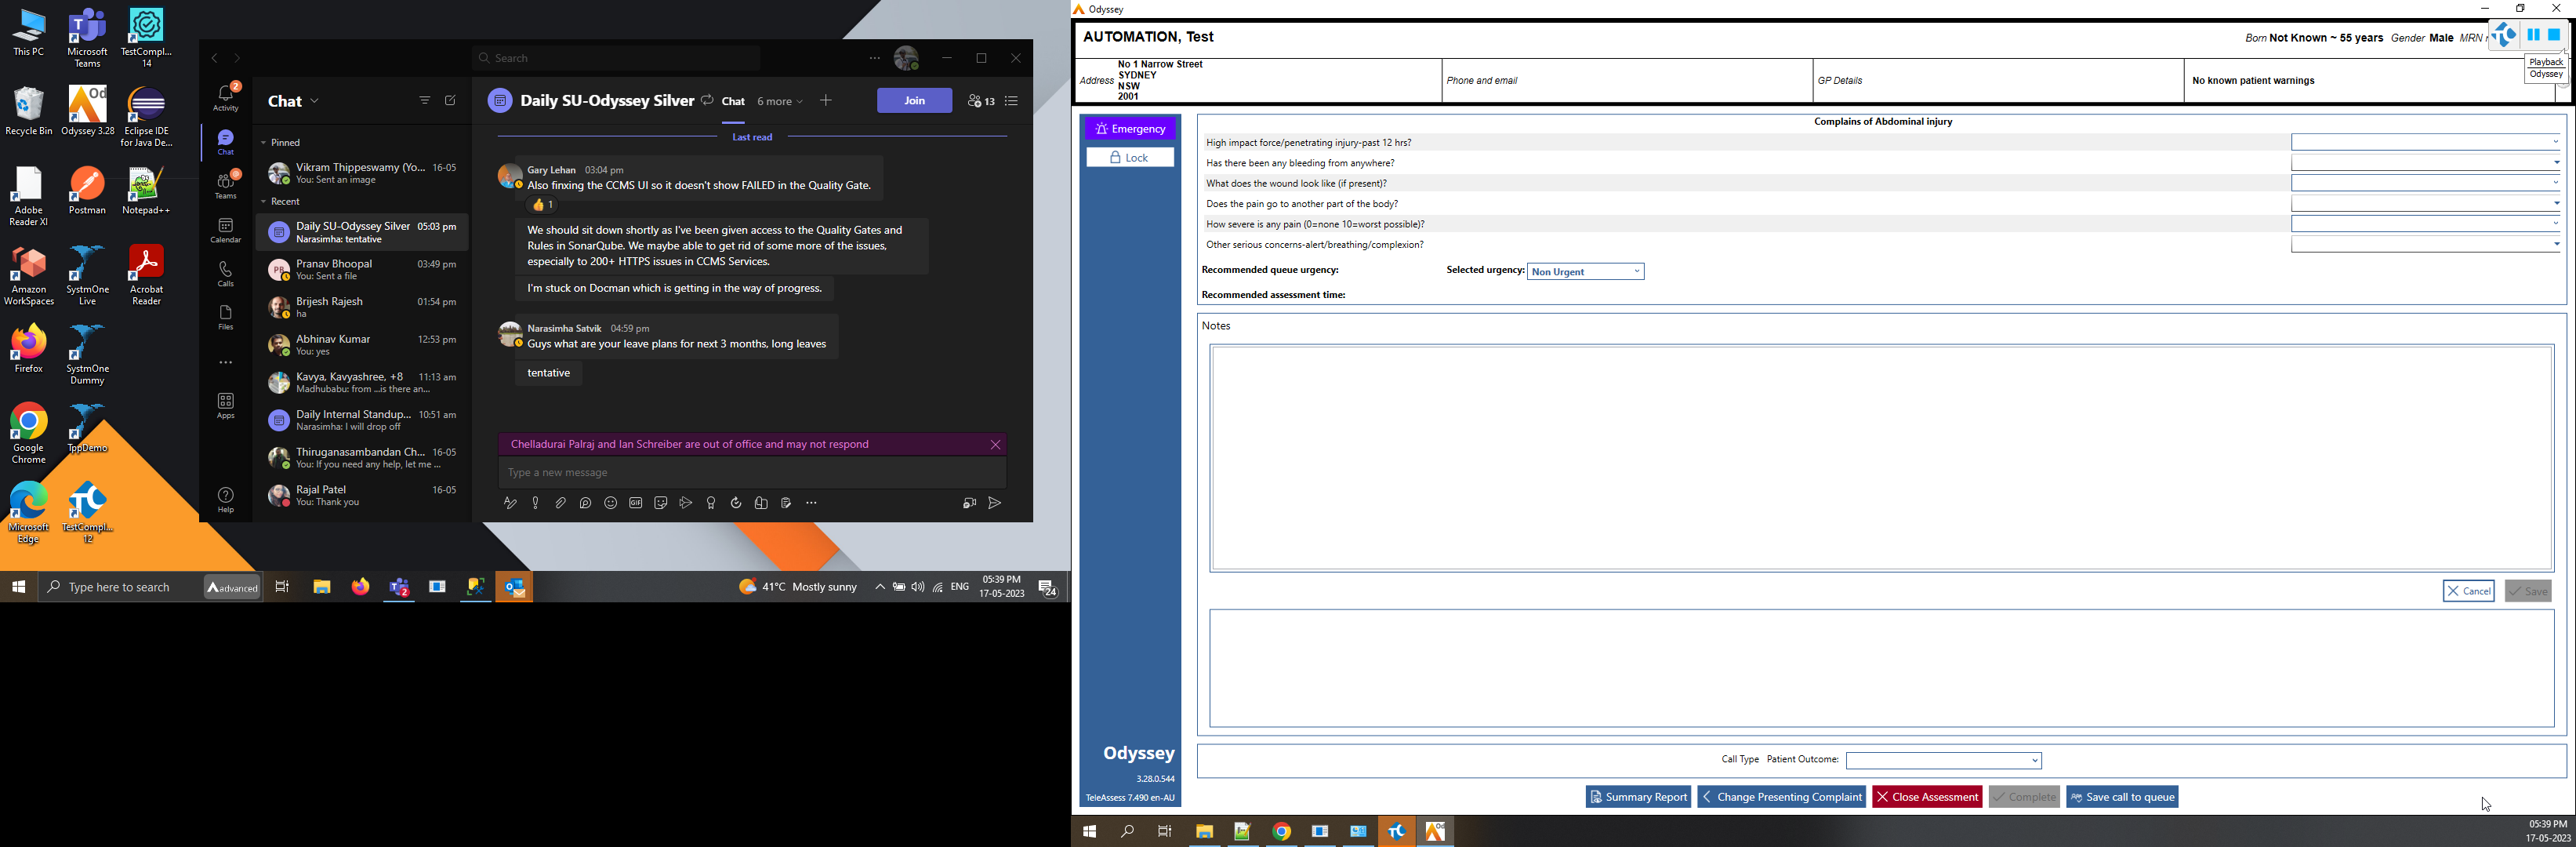 This PC
Microsoft
Teams
TestCompl...
14
Recycle Bin
Od
Odyssey 3.28
Eclipse IDE
for Java De...
Adobe
Reader XI
Postman
Notepad++
Amazon
WorkSpaces
SystmOne
Live
Acrobat
Reader
Firefox
SystmOne
Dummy
Google
Chrome
TppDemo
Microsoft
Edge
TestCompl...
12
Search
2
Activity
Chat
Teams
Calendar
Calls
Files
Apps
Help
Chat
Pinned
Vikram Thippeswamy (Yo... 16-05
You: Sent an image
Recent
Daily SU-Odyssey Silver 05:03 pm
Narasimha: tentative
PR
Pranav Bhoopal 03:49 pm
You: Sent a file
Brijesh Rajesh 01:54 pm
ha
Abhinav Kumar 12:53 pm
You: yes
Kavya, Kavyashree, +8 11:13 am
Madhubabu: from ...is there an...
Daily Internal Standup... 10:51 am
Narasimha: I will drop off
Thiruganasambandan Ch... 16-05
You: If you need any help, let me ...
Rajal Patel 16-05
You: Thank you
Daily SU-Odyssey Silver Chat 6 more Join 13
Last read
Gary Lehan 03:04 pm
Also finxing the CCMS UI so it doesn't show FAILED in the Quality Gate.
1
We should sit down shortly as I've been given access to the Quality Gates and
Rules in SonarQube. We maybe able to get rid of some more of the issues,
especially to 200+ HTTPS issues in CCMS Services.
I'm stuck on Docman which is getting in the way of progress.
Narasimha Satvik 04:59 pm
Guys what are your leave plans for next 3 months, long leaves
tentative
Chelladurai Palraj and Ian Schreiber are out of office and may not respond
Type a new message
GIF
Type here to search
advanced
2
41°C Mostly sunny
ENG
05:39 PM
17-05-2023
24
Odyssey
AUTOMATION, Test
Born Not Known ~ 55 years Gender Male MRN
Playback
Odyssey
Address
No 1 Narrow Street
SYDNEY
NSW
2001
Phone and email
GP Details
No known patient warnings
Emergency
Lock
Complains of Abdominal injury
High impact force/penetrating injury-past 12 hrs?
Has there been any bleeding from anywhere?
What does the wound look like (if present)?
Does the pain go to another part of the body?
How severe is any pain (0=none 10=worst possible)?
Other serious concerns-alert/breathing/complexion?
Recommended queue urgency: Selected urgency: Non Urgent
Recommended assessment time:
Notes
Cancel
Save
Odyssey
3.28.0.544
TeleAssess 7.490 en-AU
Call Type Patient Outcome:
Summary Report
Change Presenting Complaint
Close Assessment
Complete
Save call to queue
05:39 PM
17-05-2023